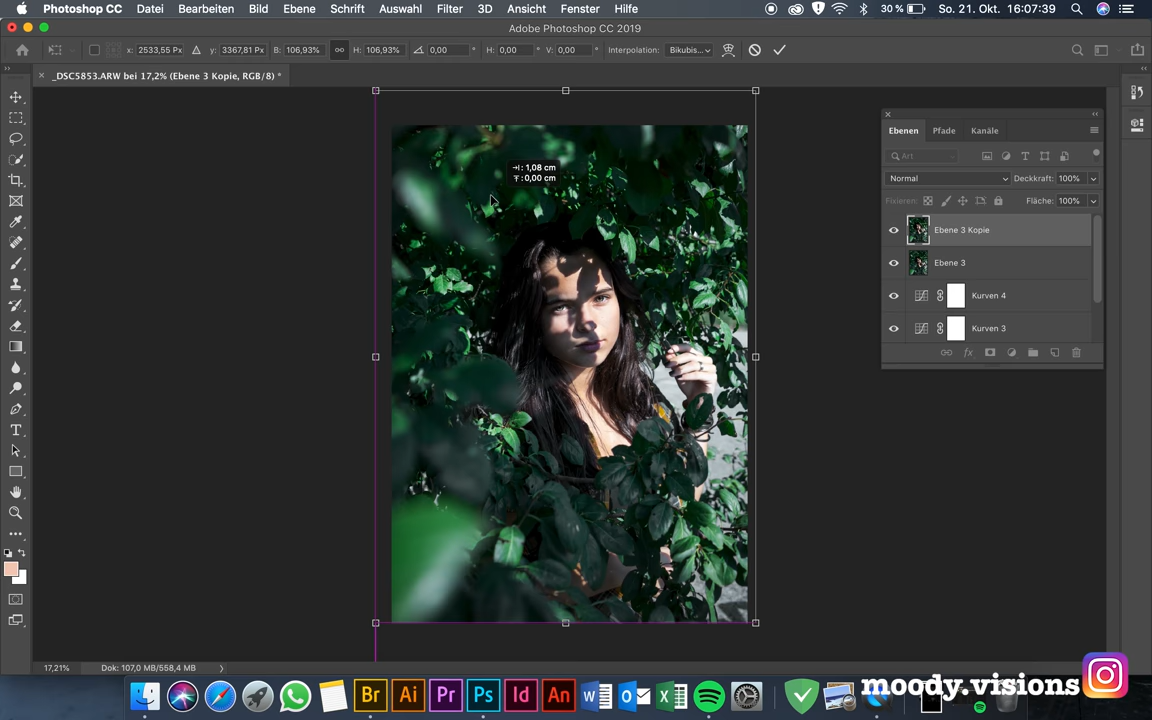 Photoshop CC Datei Bearbeiten Bild Ebene Schrift Auswahl Filter 3D Ansicht Fenster Hilfe 30 % So. 21. Okt. 16:07:39
Adobe Photoshop CC 2019
x: 2533,55 Px y: 3367,81 Px B: 106,93% H: 106,93% 0,00 ° H: 0,00 ° V: 0,00 ° Interpolation: Bikubis...
× _DSC5853.ARW bei 17,2% (Ebene 3 Kopie, RGB/8) *
Ebenen Pfade Kanäle
Art
Normal Deckkraft: 100%
Fixieren: Fläche: 100%
Ebene 3 Kopie
Ebene 3
Kurven 4
Kurven 3
fx
: 1,08 cm
: 0,00 cm
17,21% Dok: 107,0 MB/558,4 MB
Br Ai Pr Ps Id An W O X
moody.visions